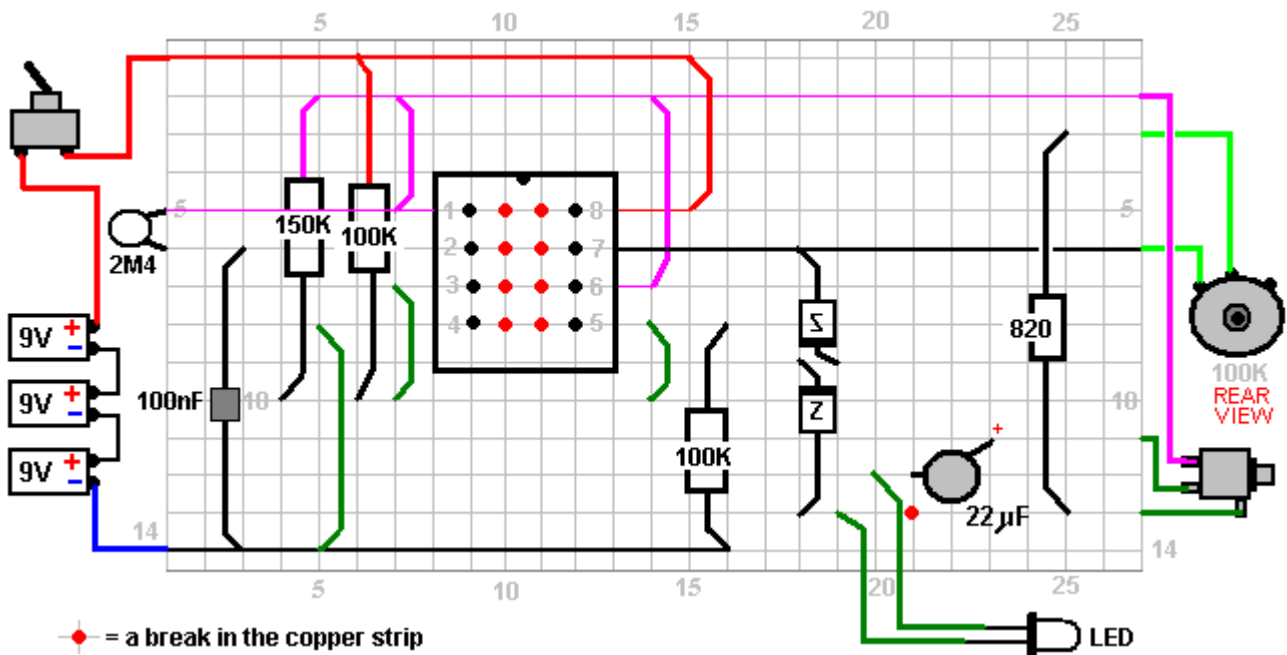 5 10 15 20 25
150K
100K
5
1 8
5
2 7
2M4
3 6
4 5
9V + -
9V + -
9V + -
Z
820
100K
REAR
VIEW
100nF
10
10
Z
100K
+
22 µF
14
14
5 10 15 20 25
= a break in the copper strip
LED